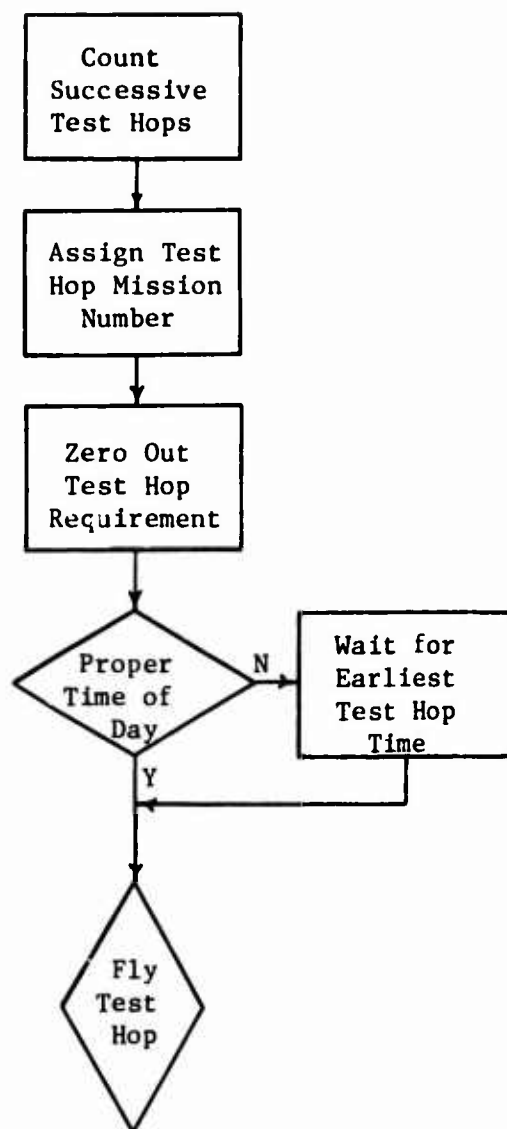 Count
Successive
Test Hops
Assign Test
Hop Mission
Number
Zero Out
Test Hop
Requirement
Proper
Time of
Day
N
Wait for
Earliest
Test Hop
Time
Y
Fly
Test
Hop